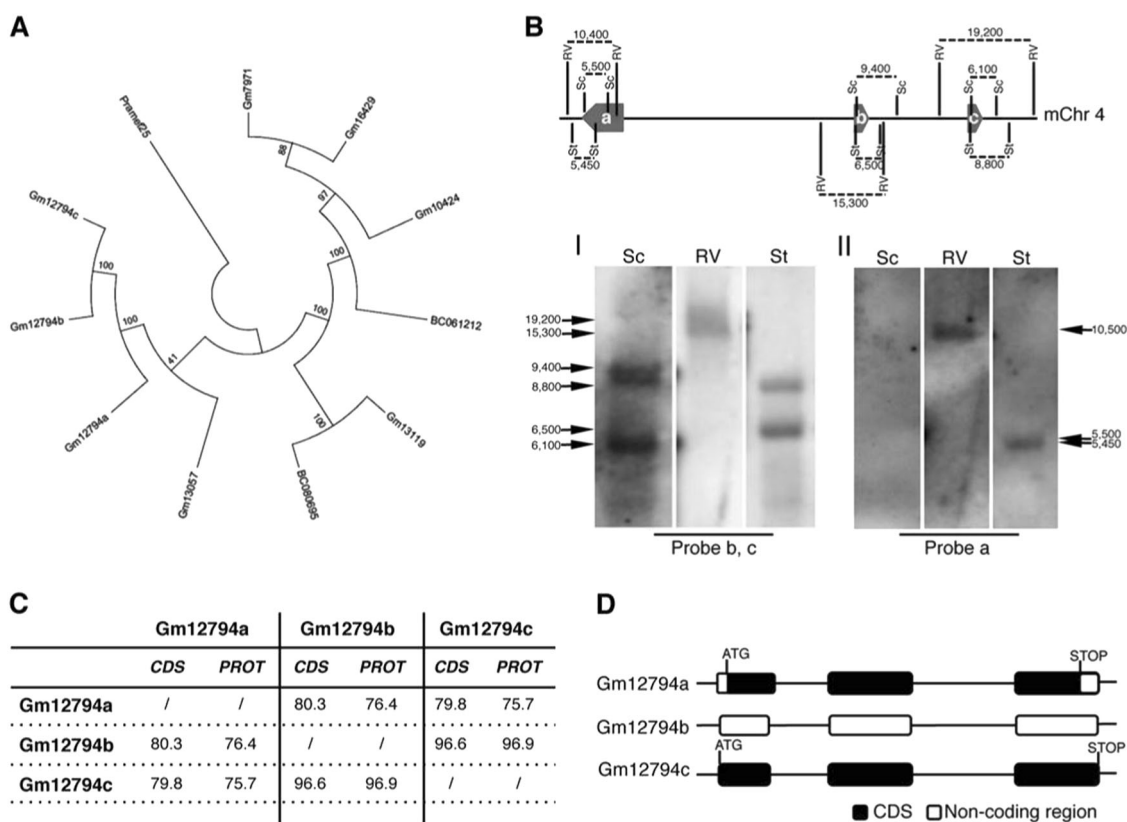 A
Gm7971
Gm16429
Pramef25
88
97
Gm10424
Gm12794c
100
100
100
BC061212
Gm12794b
100
41
Gm12794a
Gm13119
100
Gm13057
BC080695
B
10,400
19,200
RV
RV
RV
RV
5,500
9,400
6,100
Sc
Sc
Sc
Sc
Sc
Sc
a
b
c
mChr 4
St
St
St
St
St
St
5,450
6,500
8,800
RV
RV
15,300
I
Sc
RV
St
19,200
15,300
9,400
8,800
6,500
6,100
Probe b, c
II
Sc
RV
St
10,500
5,500
5,450
Probe a
C
Gm12794a Gm12794b Gm12794c
CDS PROT CDS PROT CDS PROT
Gm12794a / / 80.3 76.4 79.8 75.7
Gm12794b 80.3 76.4 / / 96.6 96.9
Gm12794c 79.8 75.7 96.6 96.9 / /
D
ATG STOP
Gm12794a
Gm12794b
ATG STOP
Gm12794c
CDS Non-coding region